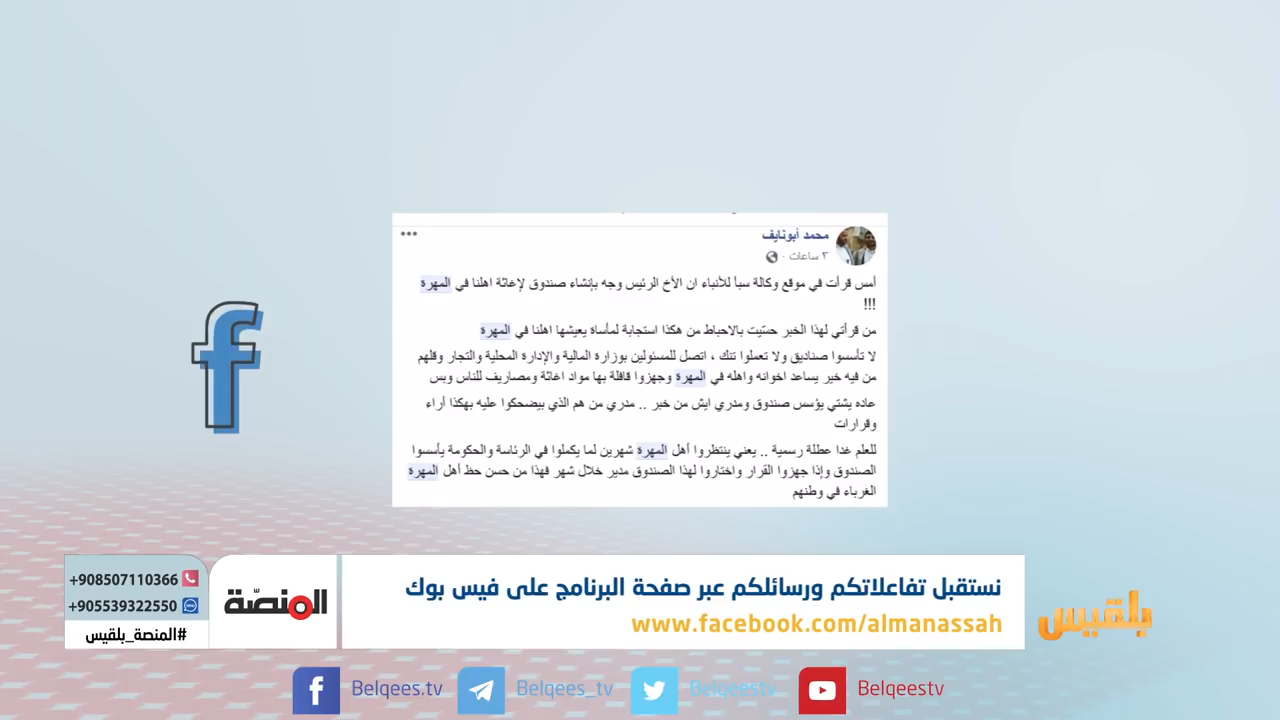 محمد أبونايف
٣ ساعات ·
أمس قرأت في موقع وكالة سبأ للأنباء ان الأخ الرئيس وجه بإنشاء صندوق لإغاثة اهلنا في المهرة
!!!
من قرأتي لهذا الخبر حسّيت بالاحباط من هكذا استجابة لمأساة يعيشها اهلنا في المهرة
لا تأسسوا صناديق ولا تعملوا تنك ، اتصل للمسئولين بوزارة المالية والإدارة المحلية والتجار وقلهم
من فيه خير يساعد اخوانه واهله في المهرة وجهزوا قافلة بها مواد اغاثة ومصاريف للناس وبس
عاده يشتي يؤسس صندوق ومدري ايش من خبر .. مدري من هم الذي بيضحكوا عليه بهكذا أراء
وقرارات
للعلم غدا عطلة رسمية .. يعني ينتظروا أهل المهرة شهرين لما يكملوا في الرئاسة والحكومة يأسسوا
الصندوق وإذا جهزوا القرار واختاروا لهذا الصندوق مدير خلال شهر فهذا من حسن حظ أهل المهرة
الغرباء في وطنهم
نستقبل تفاعلاتكم ورسائلكم عبر صفحة البرنامج على فيس بوك
www.facebook.com/almanassah
المنصّة
+908507110366
+905539322550
#المنصة_بلقيس
بلقيس
Belqees.tv
Belqees_tv
Belqeestv
Belqeestv